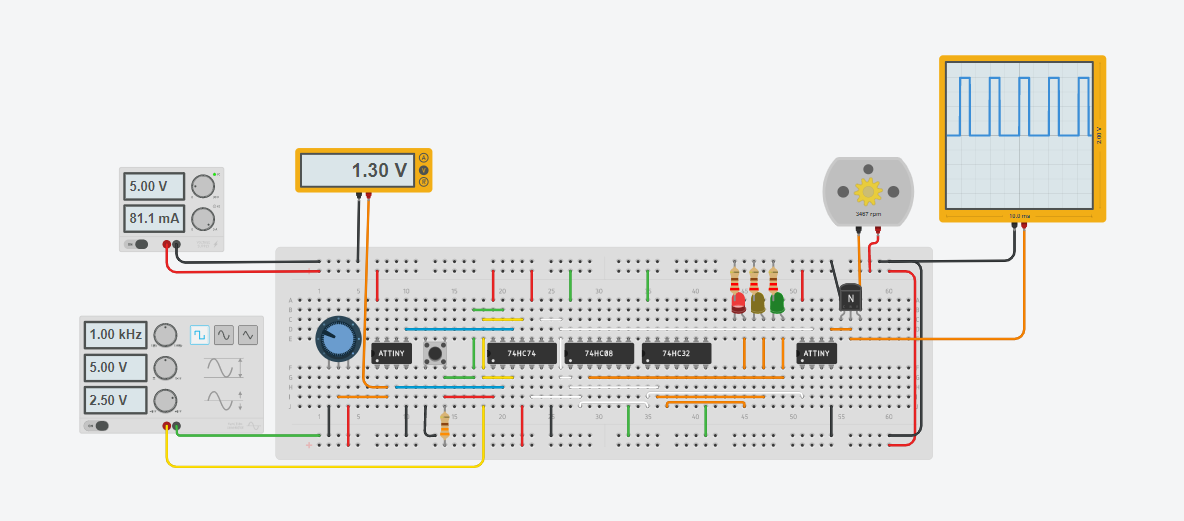 5.00 V
81.1 mA
1.30 V
3487 rpm
2.00 V
10.0 ms
1.00 kHz
5.00 V
2.50 V
ATTINY
74HC74
74HC08
74HC32
ATTINY
N
1 5 10 15 20 25 30 35 40 45 50 55 60
A
B
C
D
E
F
G
H
I
J